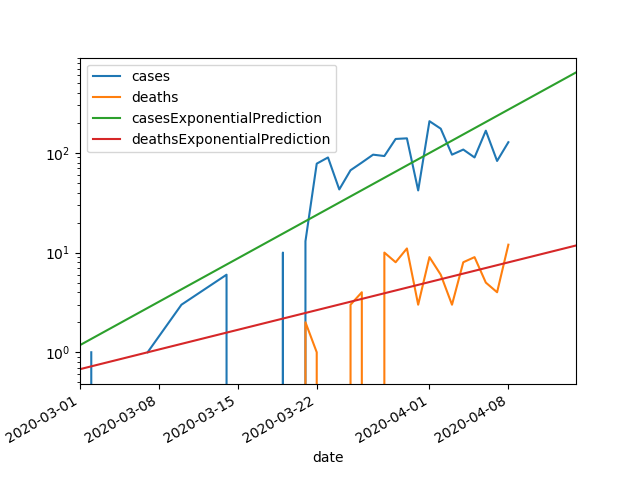 cases
deaths
casesExponentialPrediction
deathsExponentialPrediction
10²
10¹
10⁰
2020-03-01
2020-03-08
2020-03-15
2020-03-22
2020-04-01
2020-04-08
date